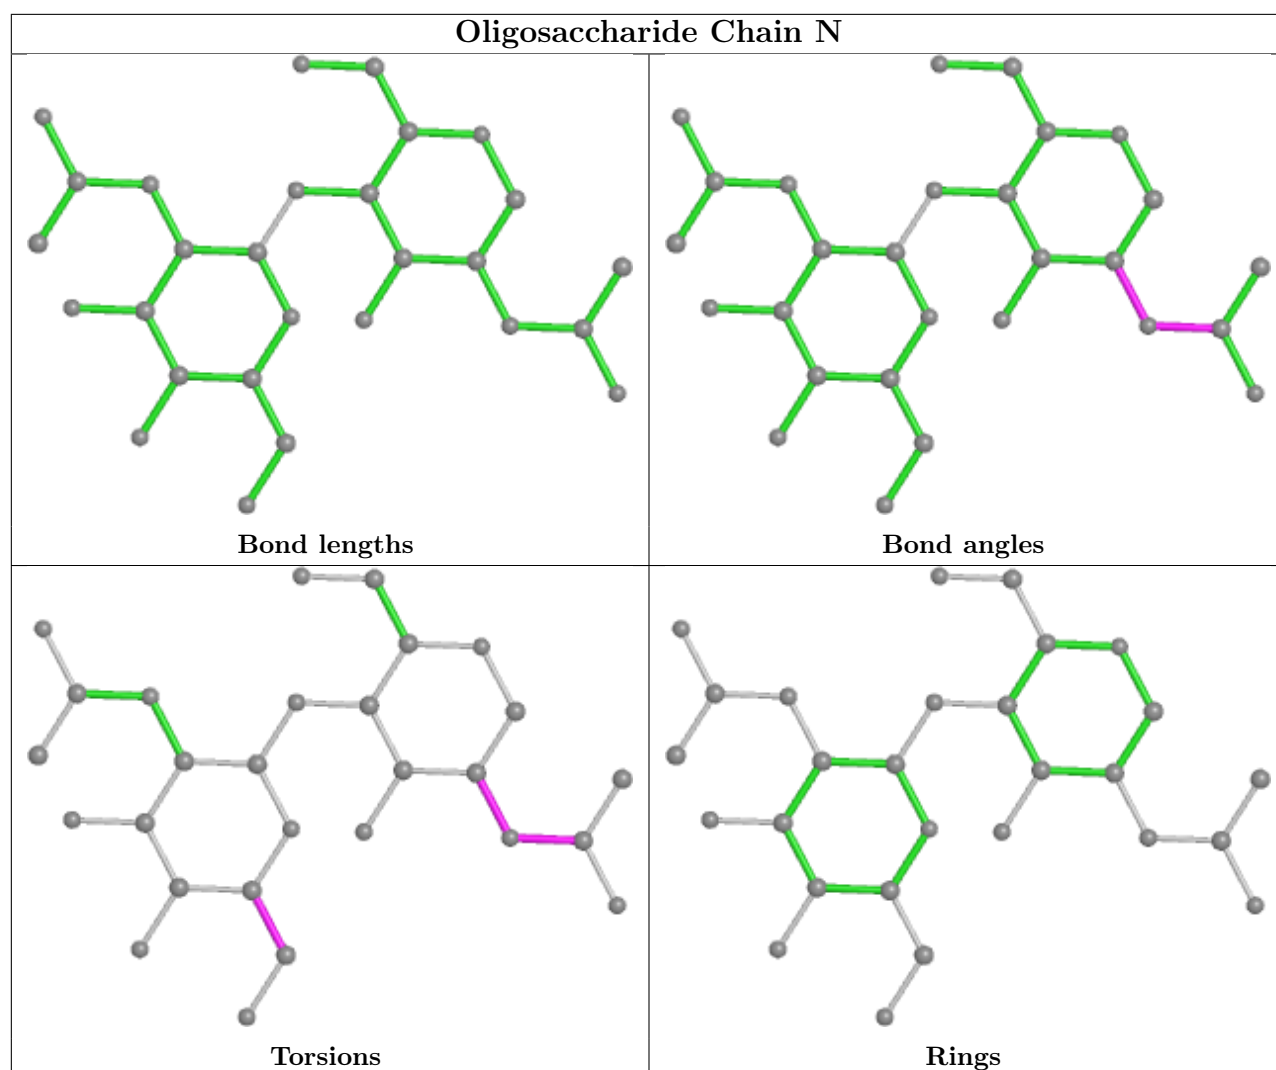 Oligosaccharide Chain N
Bond lengths
Bond angles
Torsions
Rings